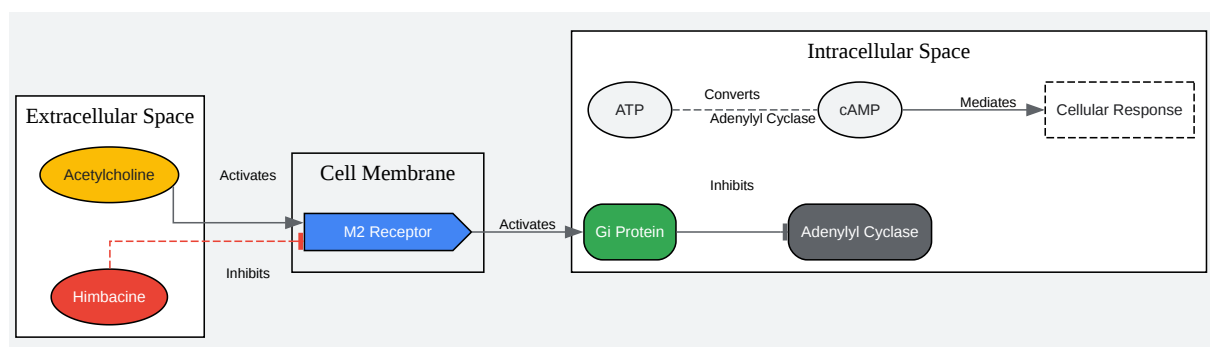 Extracellular Space
Acetylcholine
Himbacine
Activates
Inhibits
Cell Membrane
M2 Receptor
Activates
Intracellular Space
ATP
Converts
Adenylyl Cyclase
cAMP
Mediates
Cellular Response
Gi Protein
Inhibits
Adenylyl Cyclase